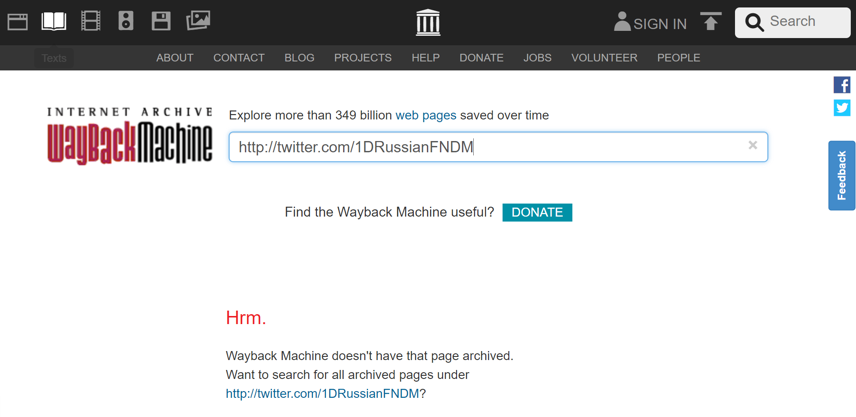 SIGN IN
Search
Texts
ABOUT CONTACT BLOG PROJECTS HELP DONATE JOBS VOLUNTEER PEOPLE
INTERNET ARCHIVE
WayBackMachine
Explore more than 349 billion web pages saved over time
http://twitter.com/1DRussianFNDM
Find the Wayback Machine useful? DONATE
Feedback
Hrm.
Wayback Machine doesn't have that page archived.
Want to search for all archived pages under
http://twitter.com/1DRussianFNDM?